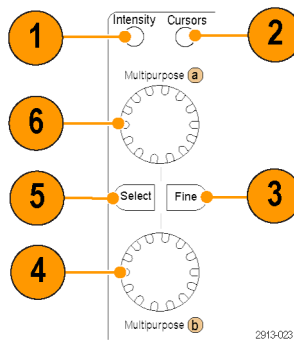 Intensity Cursors
1
2
Multipurpose a
6
5
Select
Fine
3
4
Multipurpose b
2913-023